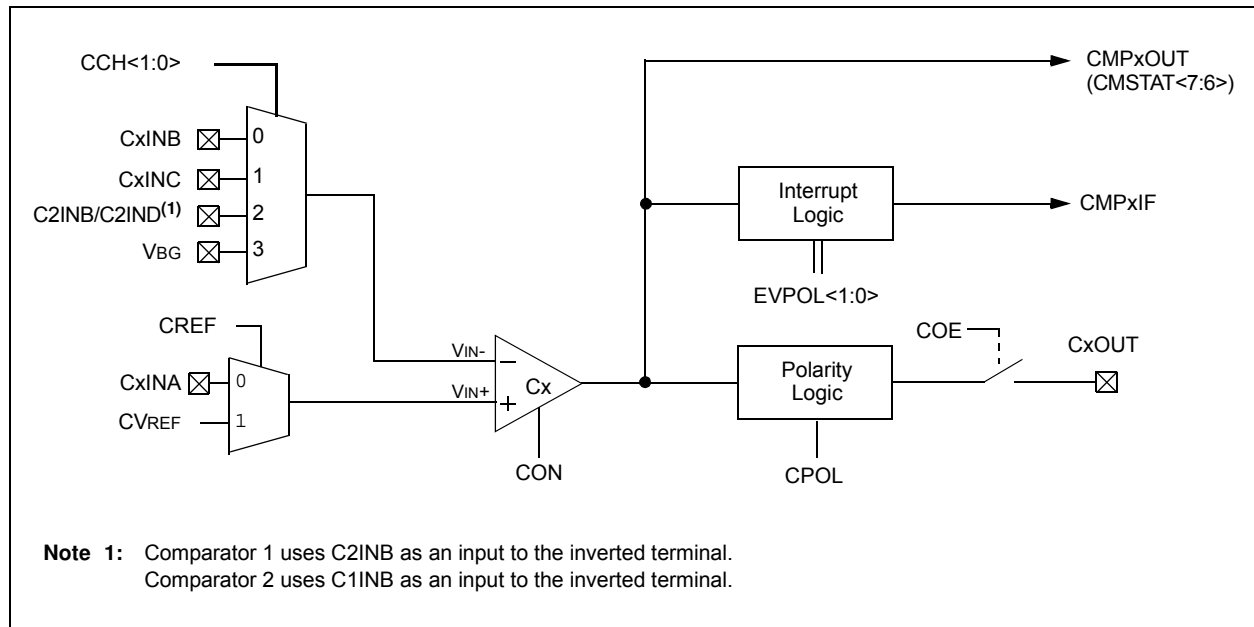 CCH<1:0>
CxINB
0
CxINC
1
C2INB/C2IND(1)
2
VBG
3
CMPxOUT
(CMSTAT<7:6>)
Interrupt
Logic
CMPxIF
EVPOL<1:0>
CREF
CxINA
0
CVREF
1
VIN-
–
VIN+
+
Cx
CON
Polarity
Logic
CPOL
COE
CxOUT
Note 1: Comparator 1 uses C2INB as an input to the inverted terminal.
Comparator 2 uses C1INB as an input to the inverted terminal.